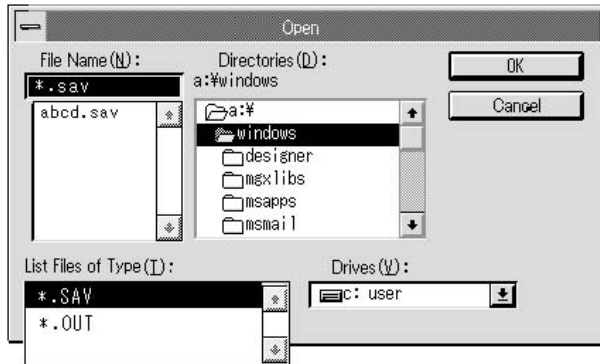 Open
File Name(N):
*.sav
abcd.sav
Directories(D):
a:¥windows
a:¥
windows
designer
mgxlibs
msapps
msmail
OK
Cancel
List Files of Type(T):
*.SAV
*.OUT
Drives(V):
c: user